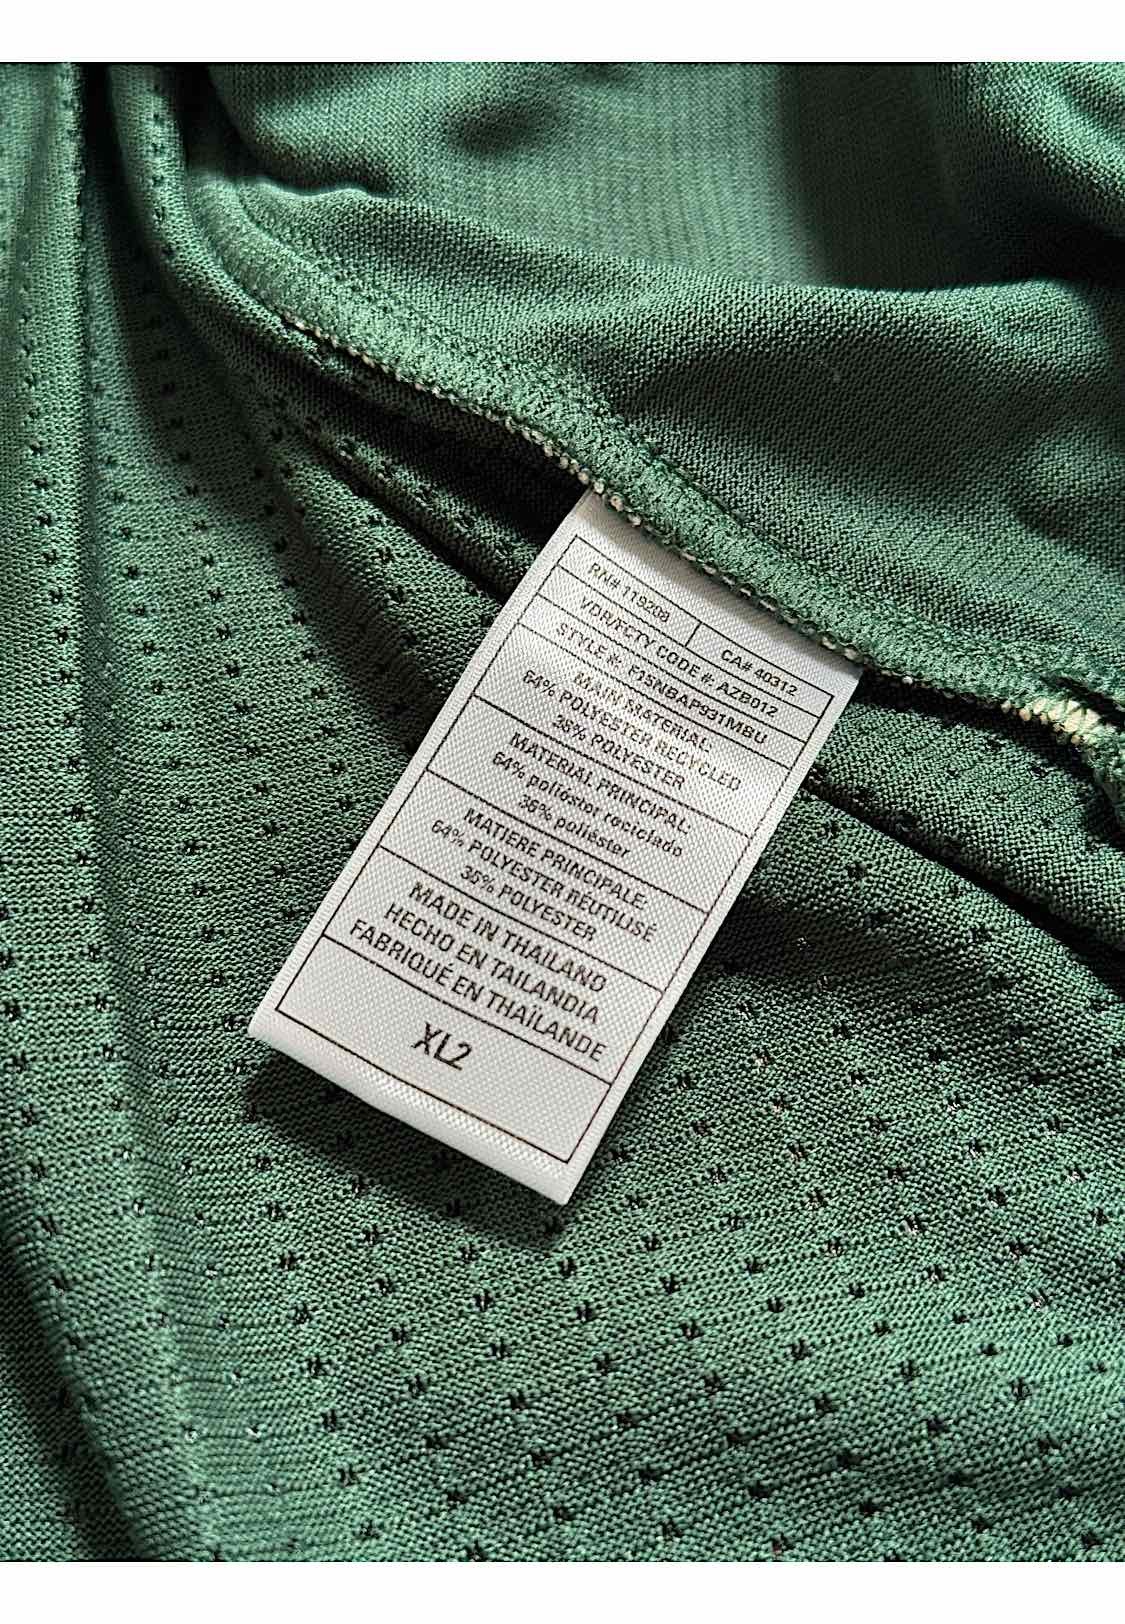 RN# 119298
CA# 40312
VDR/FCTY CODE #: AZB012
STYLE #: F15NBAP931MBU
MAIN MATERIAL:
64% POLYESTER RECYCLED
36% POLYESTER
MATERIAL PRINCIPAL:
64% poliéster reciclado
36% poliéster
MATIERE PRINCIPALE:
64% POLYESTER RÉUTILISÉ
36% POLYESTER
MADE IN THAILAND
HECHO EN TAILANDIA
FABRIQUÉ EN THAÏLANDE
XL2